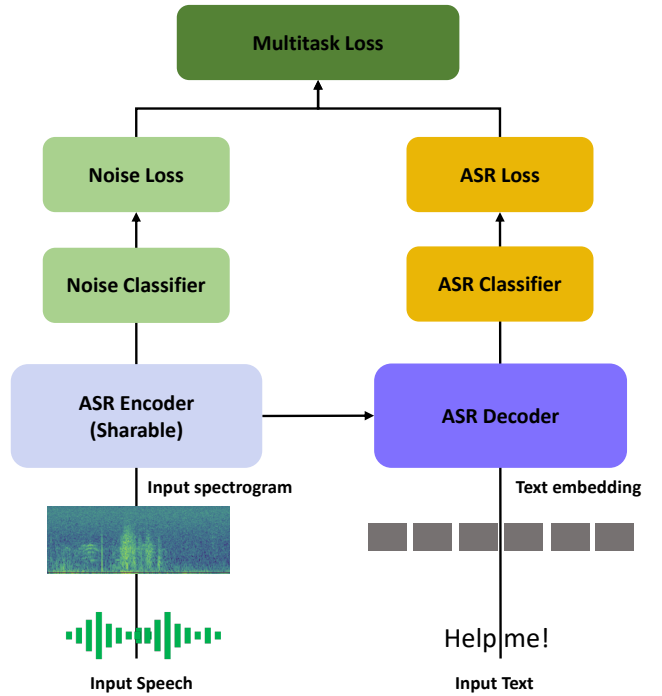 Multitask Loss
Noise Loss
ASR Loss
Noise Classifier
ASR Classifier
ASR Encoder
(Sharable)
ASR Decoder
Input spectrogram
Text embedding
Help me!
Input Speech
Input Text